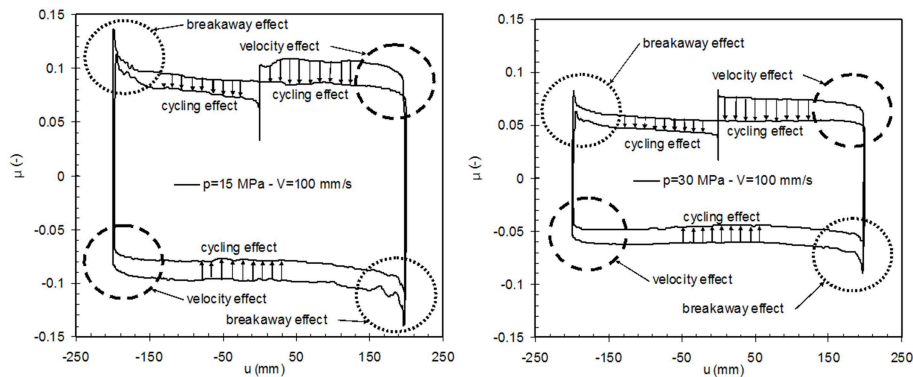 0.15
0.1
0.05
0
-0.05
-0.1
-0.15
μ (-)
breakaway effect
velocity effect
cycling effect
cycling effect
p=15 MPa - V=100 mm/s
cycling effect
velocity effect
breakaway effect
-250
-150
-50
50
150
250
u (mm)
0.15
0.1
0.05
0
-0.05
-0.1
-0.15
μ (-)
breakaway effect
velocity effect
cycling effect
cycling effect
p=30 MPa - V=100 mm/s
cycling effect
velocity effect
breakaway effect
-250
-150
-50
50
150
250
u (mm)